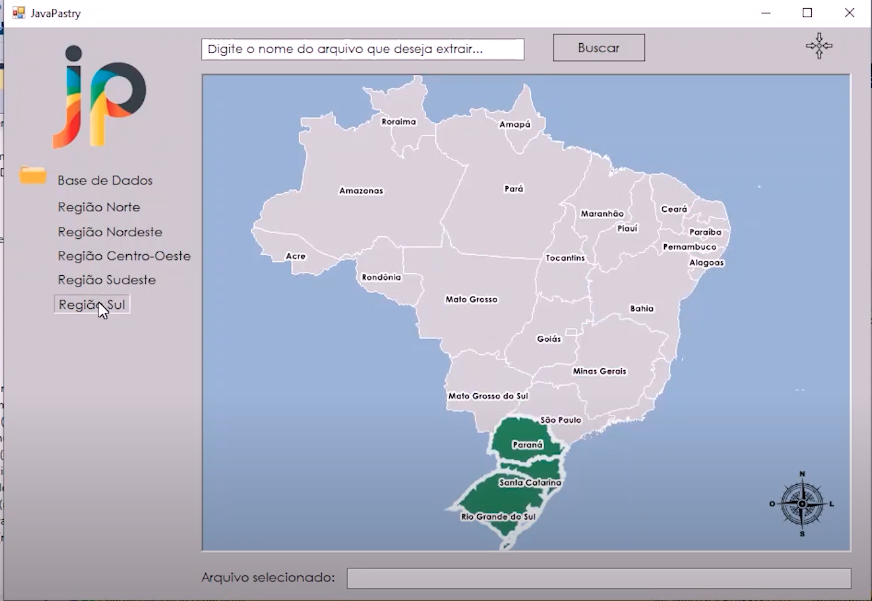 JavaPastry
Digite o nome do arquivo que deseja extrair...
Buscar
jp
Base de Dados
Região Norte
Região Nordeste
Região Centro-Oeste
Região Sudeste
Região Sul
Roraima
Amapá
Amazonas
Pará
Maranhão
Ceará
Piauí
Paraíba
Pernambuco
Alagoas
Acre
Rondônia
Tocantins
Mato Grosso
Bahia
Goiás
Minas Gerais
Mato Grosso do Sul
São Paulo
Paraná
Santa Catarina
Rio Grande do Sul
N
O
L
S
Arquivo selecionado: